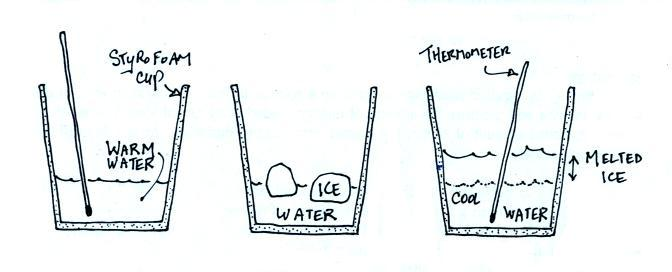 STYROFOAM
CUP
WARM
WATER
ICE
WATER
THERMOMETER
MELTED
ICE
COOL
WATER